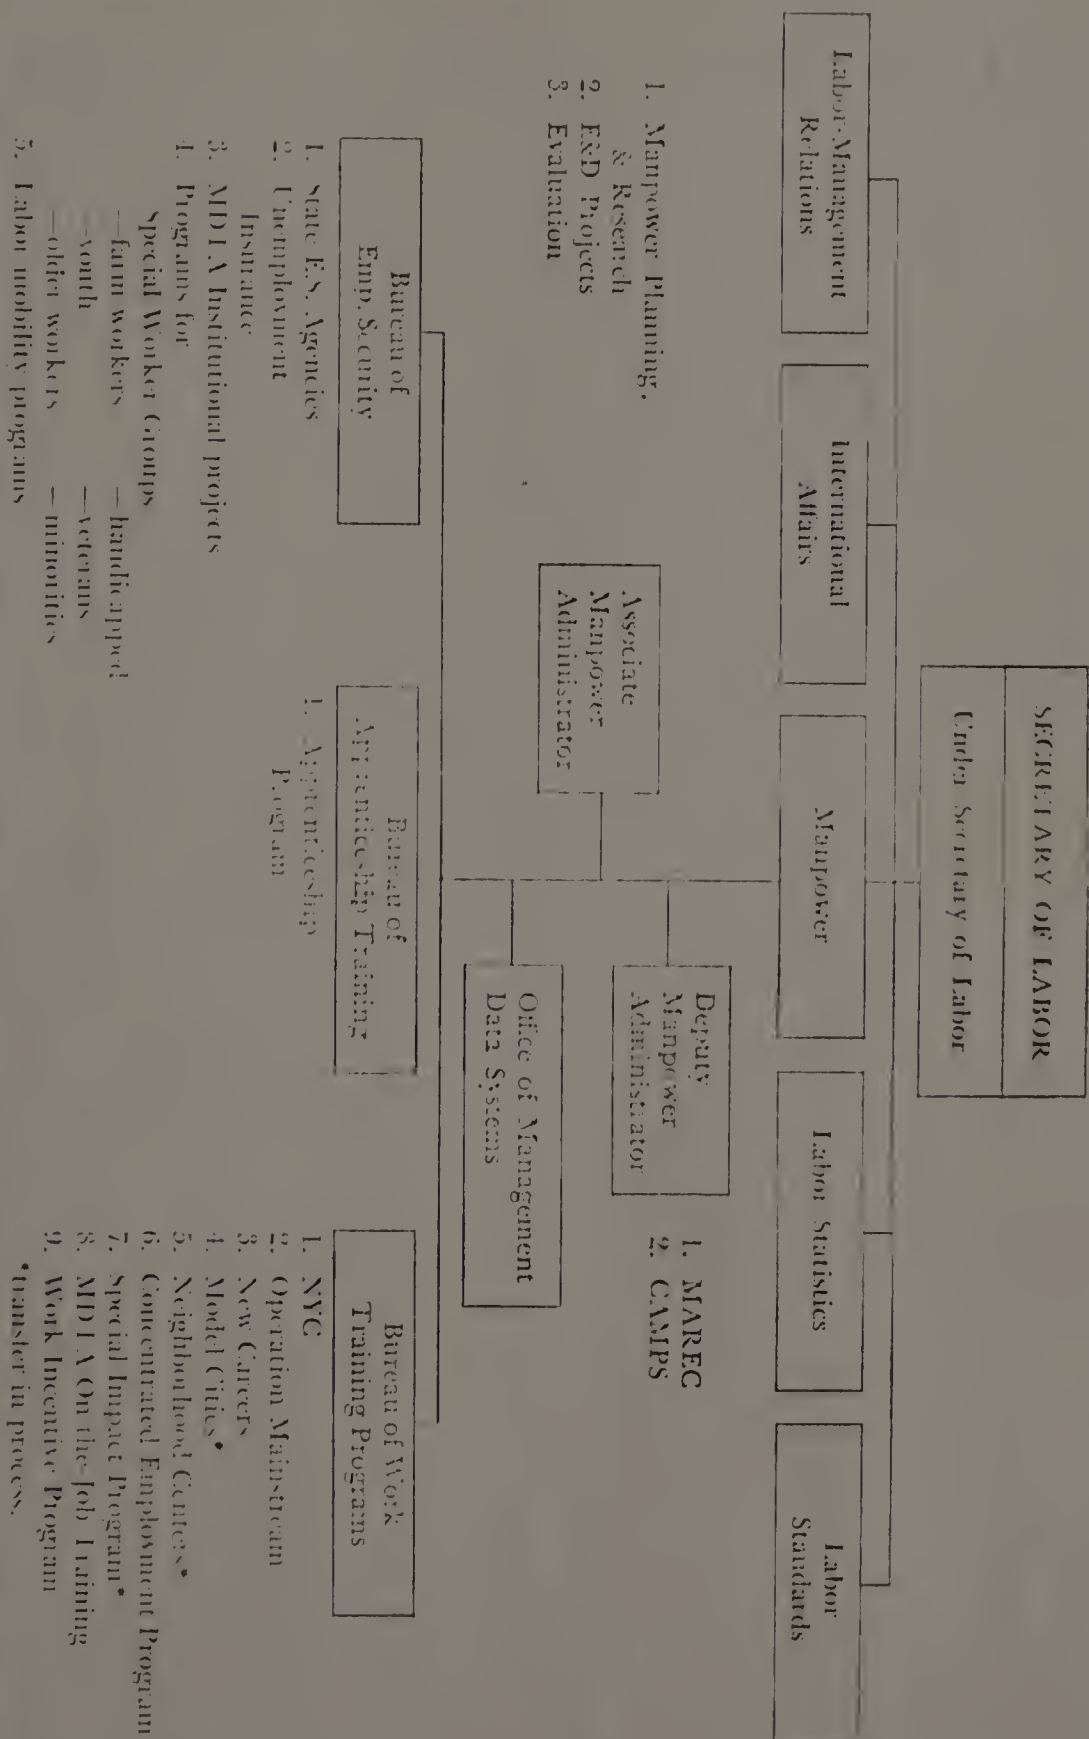 SECRETARY OF LABOR
Under Secretary of Labor
Labor-Management
Relations
International
Affairs
Manpower
Labor Statistics
Labor
Standards
1. Manpower Planning,
& Research
2. E&D Projects
3. Evaluation
Associate
Manpower
Administrator
Deputy
Manpower
Administrator
1. MAREC
2. CAMPS
Office of Management
Data Systems
Bureau of
Emp. Security
1. State E.S. Agencies
2. Unemployment
Insurance
3. MDTA Institutional projects
4. Programs for
Special Worker Groups
—farm workers —handicapped
—youth —veterans
—older workers —minorities
5. Labor mobility programs
Bureau of
Apprenticeship Training
1. Apprenticeship
Program
Bureau of Work
Training Programs
1. NYC
2. Operation Mainstream
3. New Careers
4. Model Cities*
5. Neighborhood Centers*
6. Concentrated Employment Program
7. Special Impact Program*
8. MDTA On-the-Job Training
9. Work Incentive Program
*transfer in process.